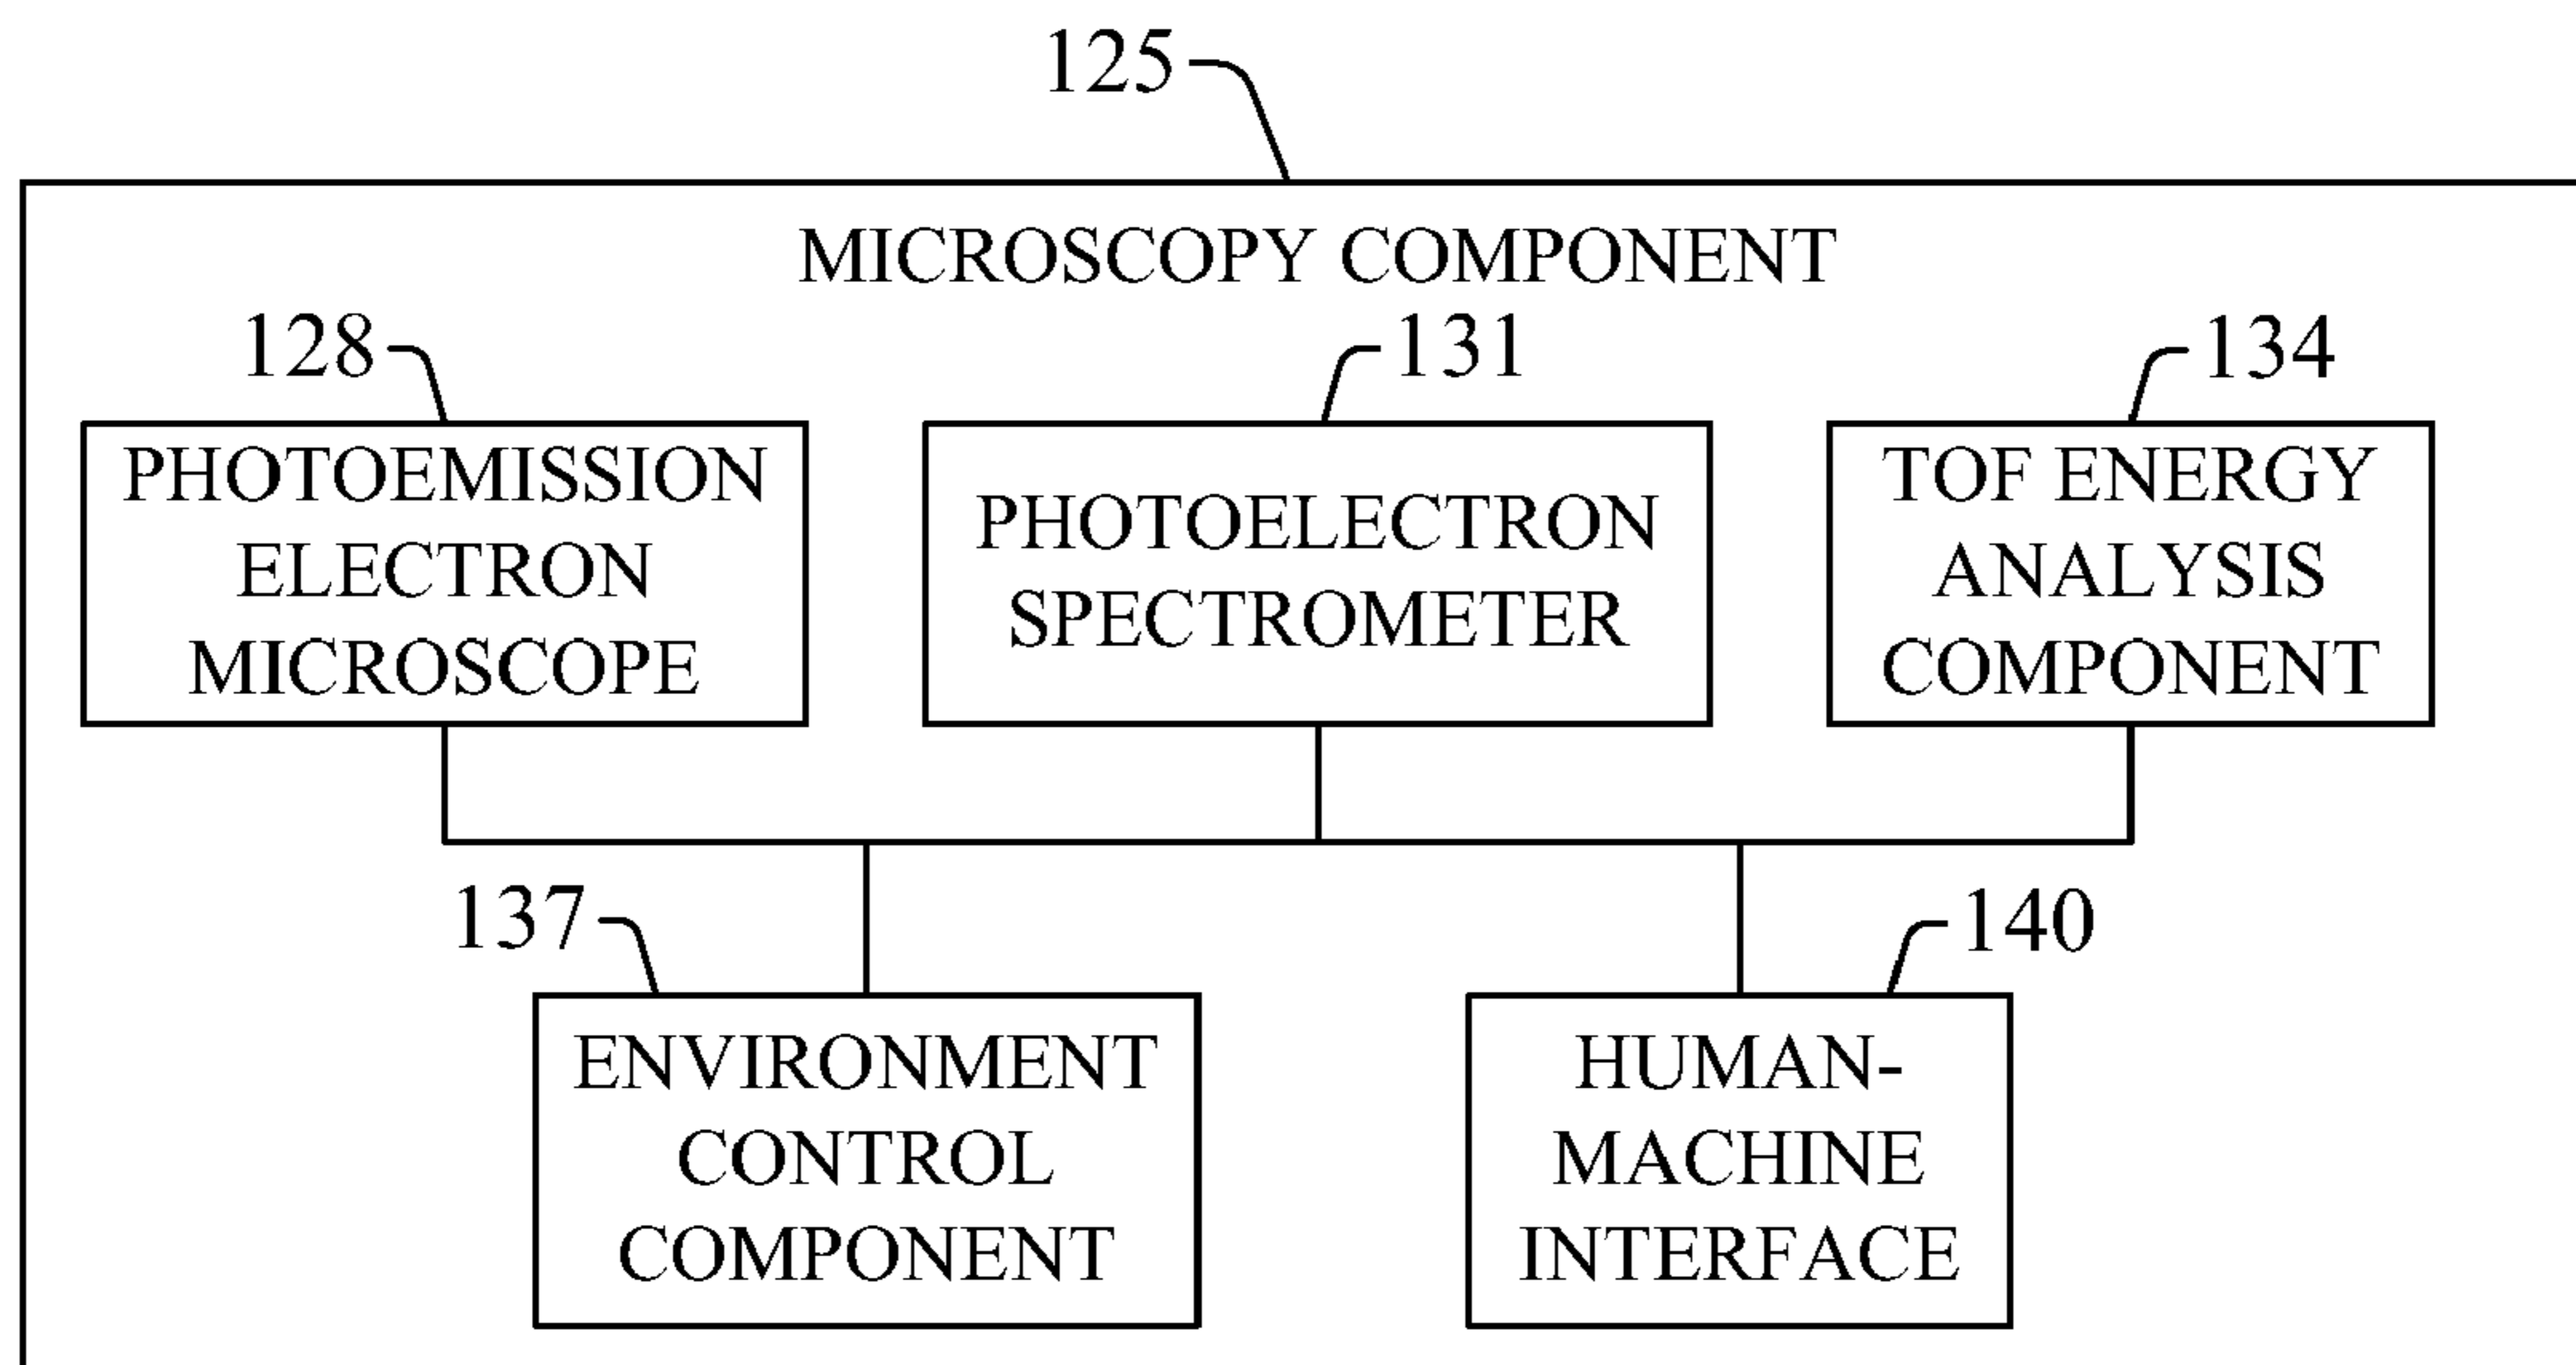 125
MICROSCOPY COMPONENT
128
131
134
PHOTOEMISSION
ELECTRON
MICROSCOPE
PHOTOELECTRON
SPECTROMETER
TOF ENERGY
ANALYSIS
COMPONENT
137
140
ENVIRONMENT
CONTROL
COMPONENT
HUMAN-
MACHINE
INTERFACE